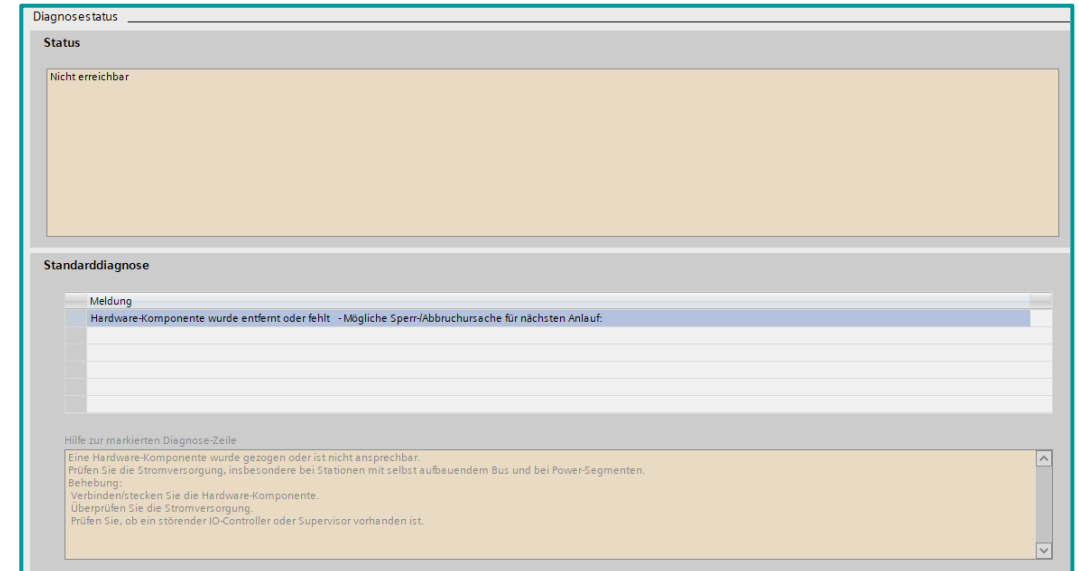 Diagnosestatus
Status
Nicht erreichbar
Standarddiagnose
Meldung
Hardware-Komponente wurde entfernt oder fehlt - Mögliche Sperr-/Abbruchursache für nächsten Anlauf:
Hilfe zur markierten Diagnose-Zeile
Eine Hardware-Komponente wurde gezogen oder ist nicht ansprechbar.
Prüfen Sie die Stromversorgung, insbesondere bei Stationen mit selbst aufbauendem Bus und bei Power-Segmenten.
Behebung:
Verbinden/stecken Sie die Hardware-Komponente.
Überprüfen Sie die Stromversorgung.
Prüfen Sie, ob ein störender IO-Controller oder Supervisor vorhanden ist.